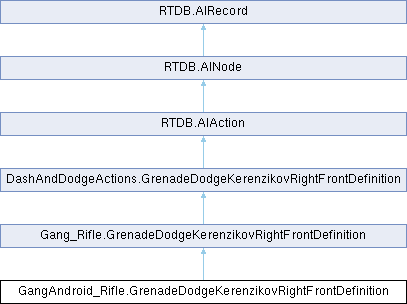 RTDB.AIRecord
RTDB.AINode
RTDB.AIAction
DashAndDodgeActions.GrenadeDodgeKerenzikovRightFrontDefinition
Gang_Rifle.GrenadeDodgeKerenzikovRightFrontDefinition
GangAndroid_Rifle.GrenadeDodgeKerenzikovRightFrontDefinition